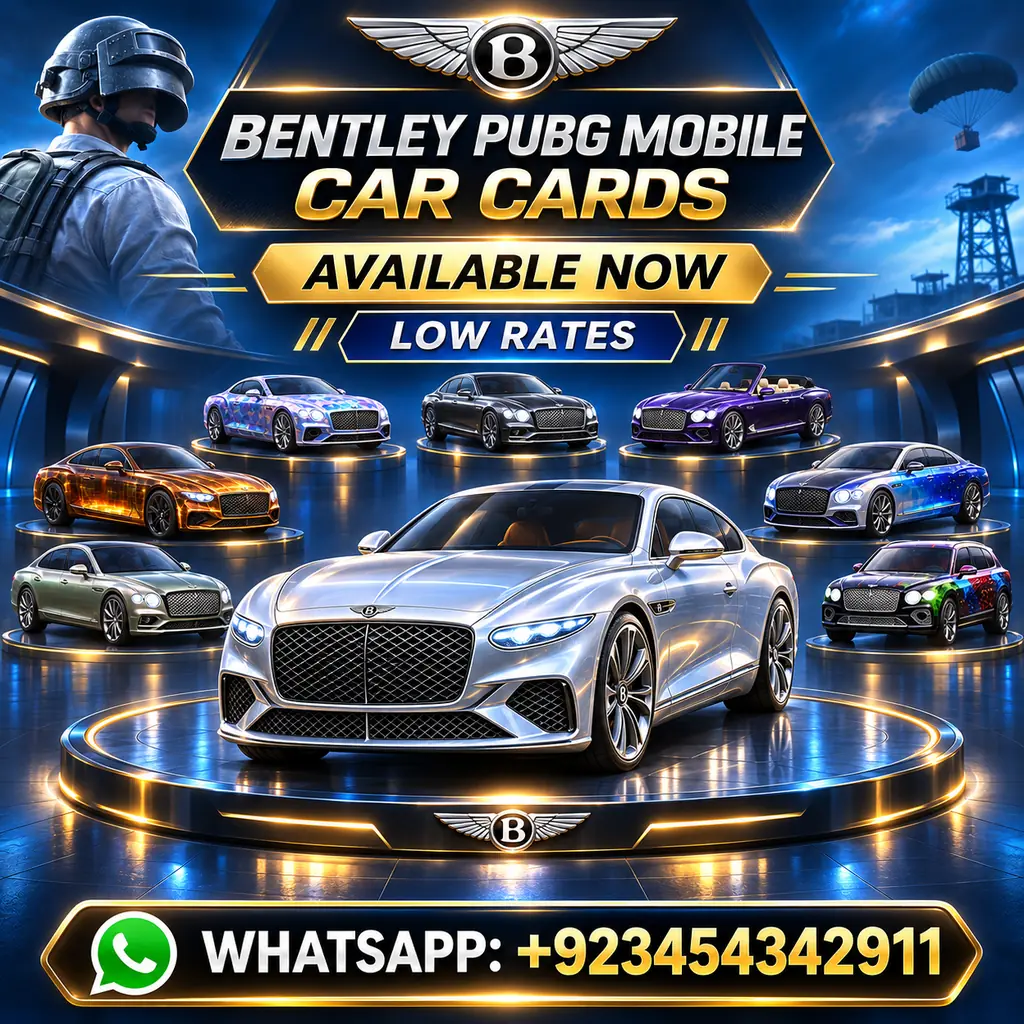 B
BENTLEY PUBG MOBILE
CAR CARDS
AVAILABLE NOW
LOW RATES
B
B
B
B
WHATSAPP: +923454342911